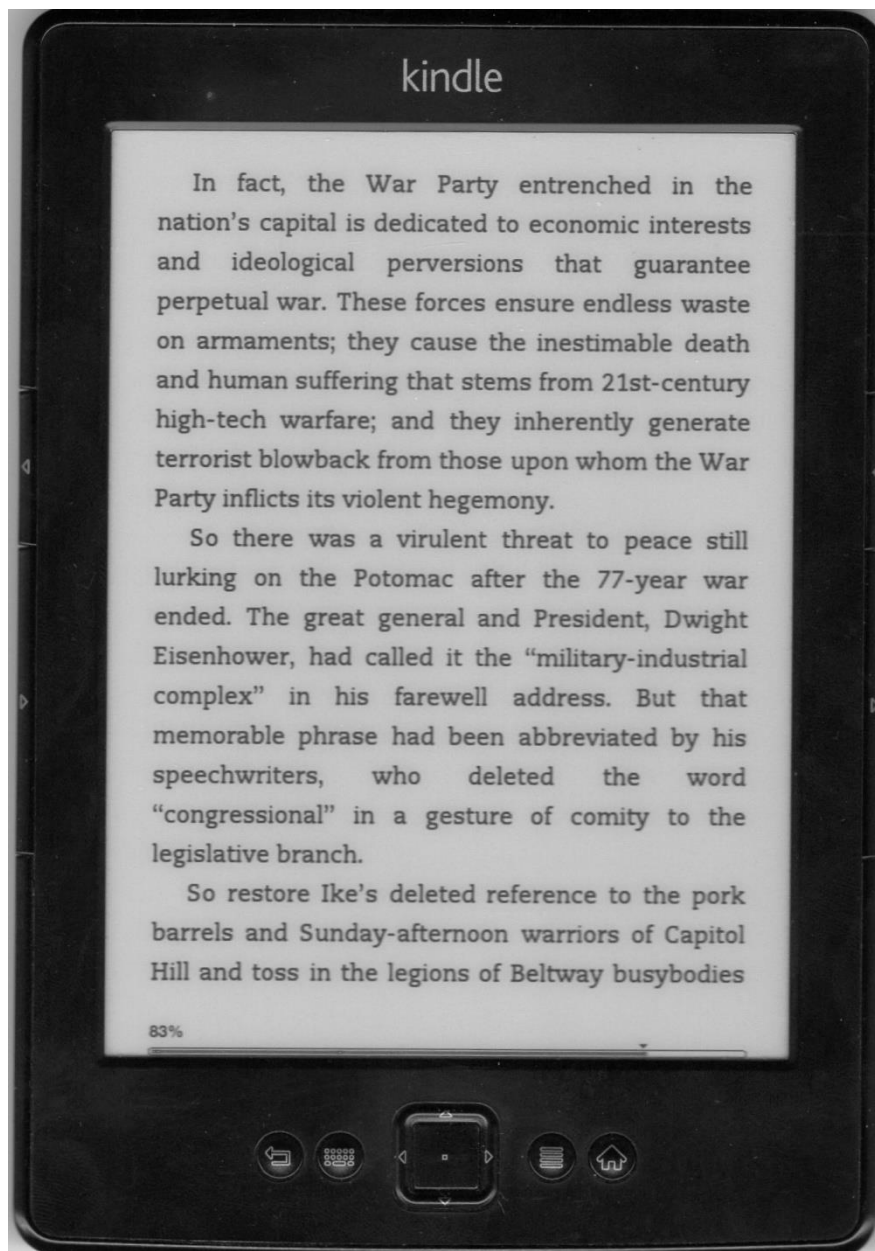 kindle
In fact, the War Party entrenched in the
nation's capital is dedicated to economic interests
and ideological perversions that guarantee
perpetual war. These forces ensure endless waste
on armaments; they cause the inestimable death
and human suffering that stems from 21st-century
high-tech warfare; and they inherently generate
terrorist blowback from those upon whom the War
Party inflicts its violent hegemony.
So there was a virulent threat to peace still
lurking on the Potomac after the 77-year war
ended. The great general and President, Dwight
Eisenhower, had called it the “military-industrial
complex” in his farewell address. But that
memorable phrase had been abbreviated by his
speechwriters, who deleted the word
“congressional” in a gesture of comity to the
legislative branch.
So restore Ike's deleted reference to the pork
barrels and Sunday-afternoon warriors of Capitol
Hill and toss in the legions of Beltway busybodies
83%